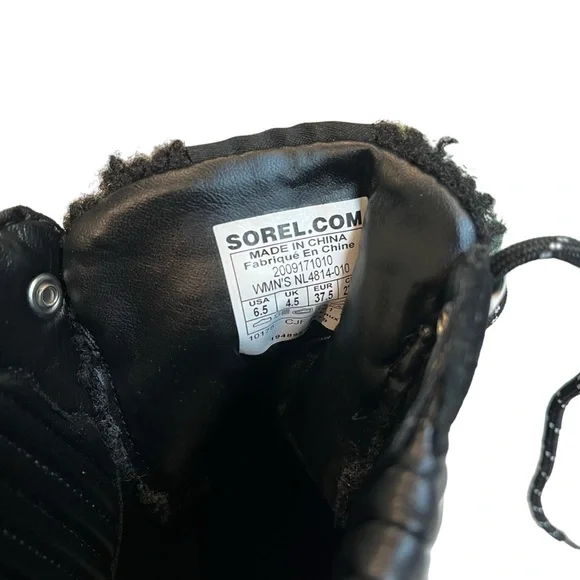 SOREL.COM
MADE IN CHINA
Fabriqué En Chine
2009171010
WMN'S NL4814-010
USA UK EUR
6.5 4.5 37.5